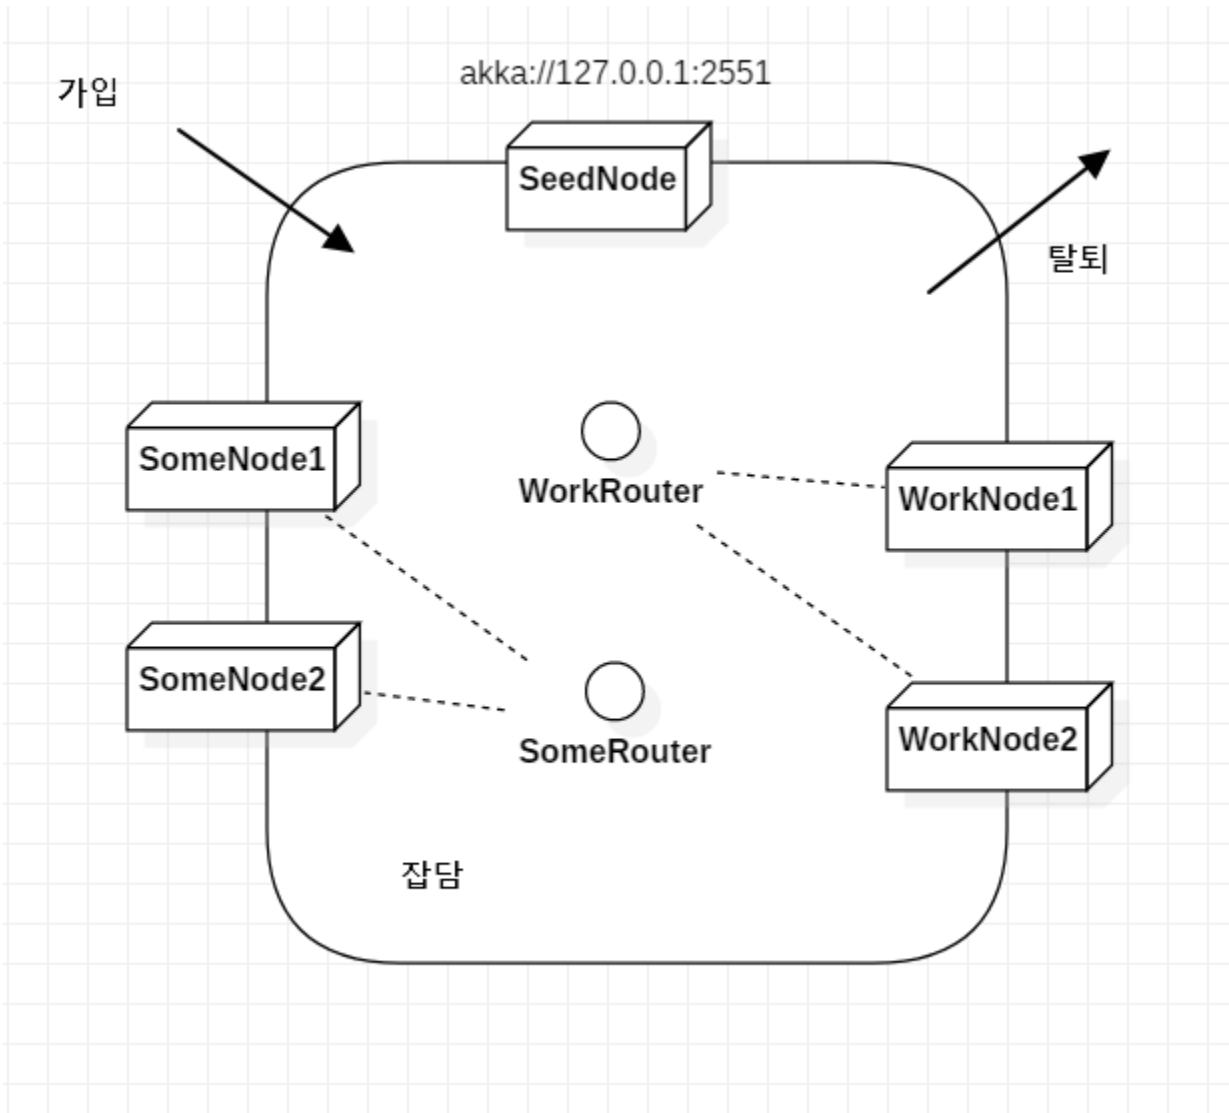 akka://127.0.0.1:2551
가입
SeedNode
탈퇴
SomeNode1
WorkRouter
WorkNode1
SomeNode2
SomeRouter
WorkNode2
잡담